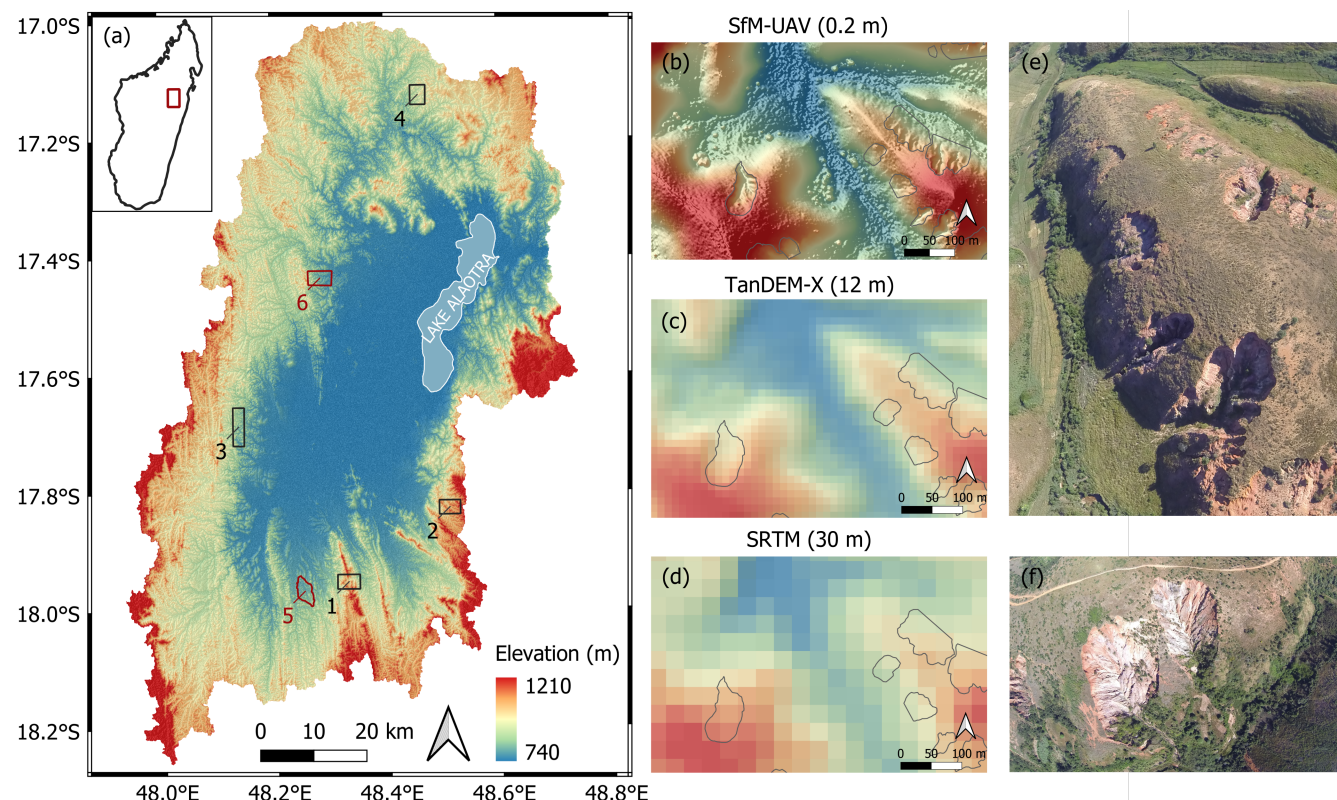 (a)
17.0°S
17.2°S
17.4°S
17.6°S
17.8°S
18.0°S
18.2°S
48.0°E
48.2°E
48.4°E
48.6°E
48.8°E
4
6
LAKE ALAOTRA
3
2
5
1
Elevation (m)
1210
740
0 10 20 km
SfM-UAV (0.2 m)
(b)
0 50 100 m
TanDEM-X (12 m)
(c)
0 50 100 m
SRTM (30 m)
(d)
0 50 100 m
(e)
(f)